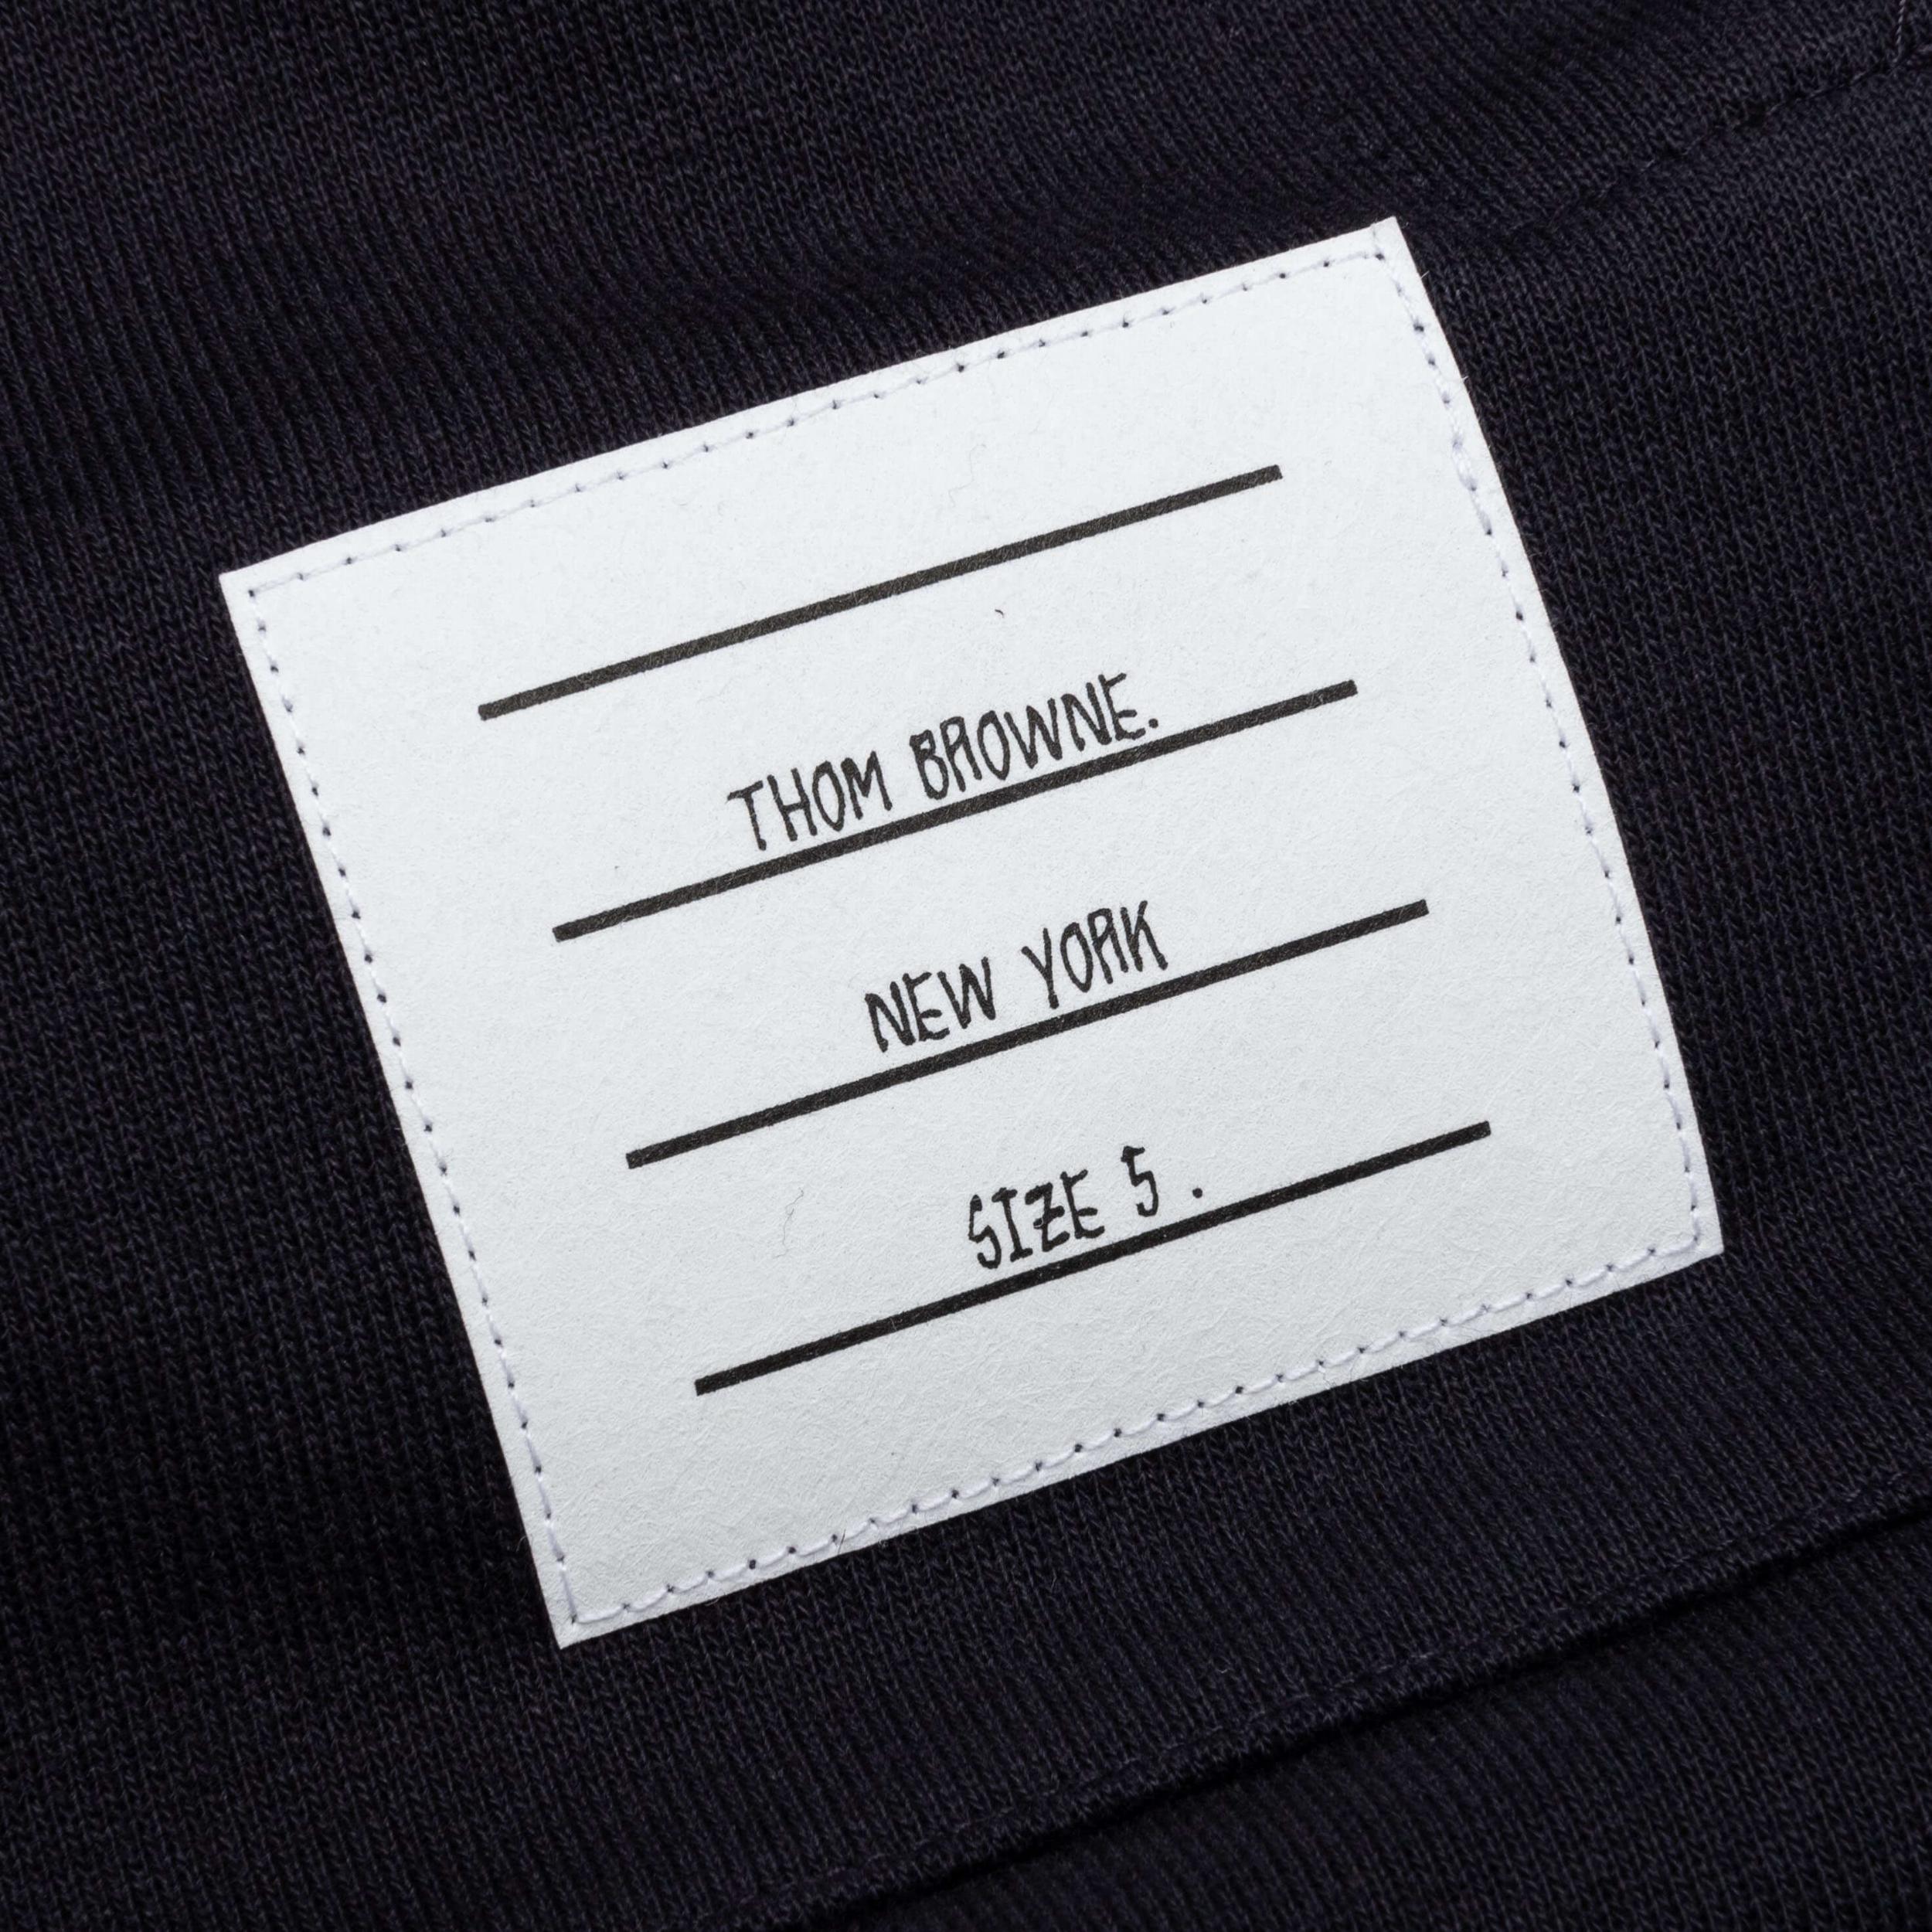 THOM BROWNE.
NEW YORK
SIZE 5 .